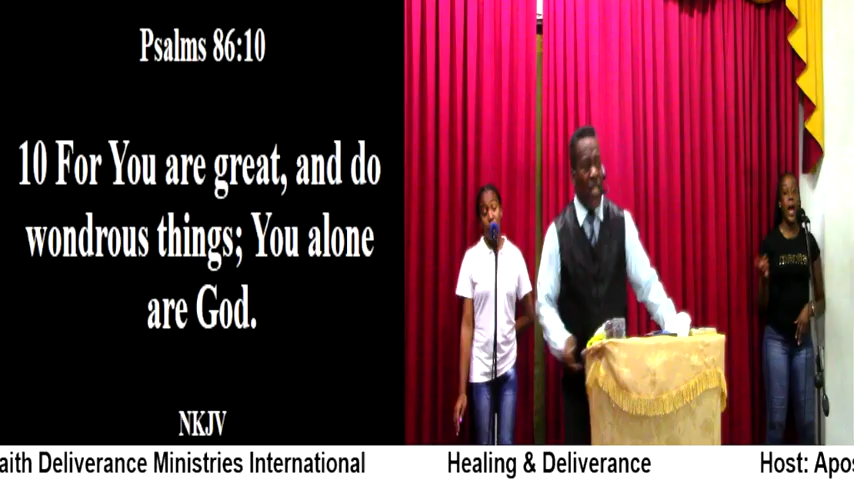 Psalms 86:10
10 For You are great, and do
wondrous things; You alone
are God.
NKJV
aith Deliverance Ministries International Healing & Deliverance Host: Apos